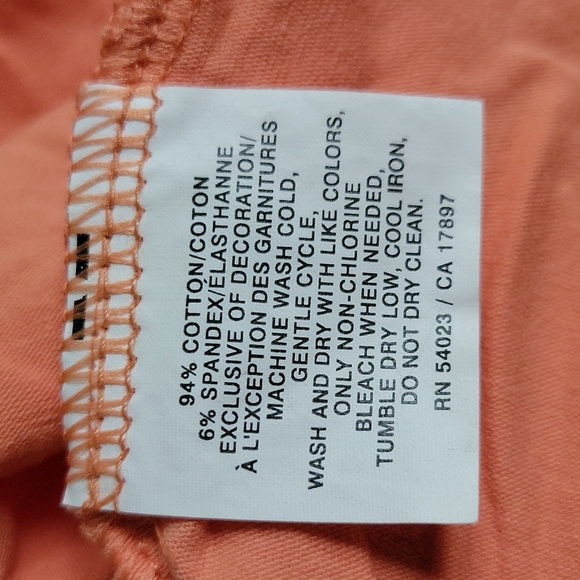 94% COTTON/COTON
6% SPANDEX/ÉLASTHANNE
EXCLUSIVE OF DECORATION/
À L'EXCEPTION DES GARNITURES
MACHINE WASH COLD,
GENTLE CYCLE,
WASH AND DRY WITH LIKE COLORS,
ONLY NON-CHLORINE
BLEACH WHEN NEEDED,
TUMBLE DRY LOW, COOL IRON,
DO NOT DRY CLEAN.
RN 54023 / CA 17897